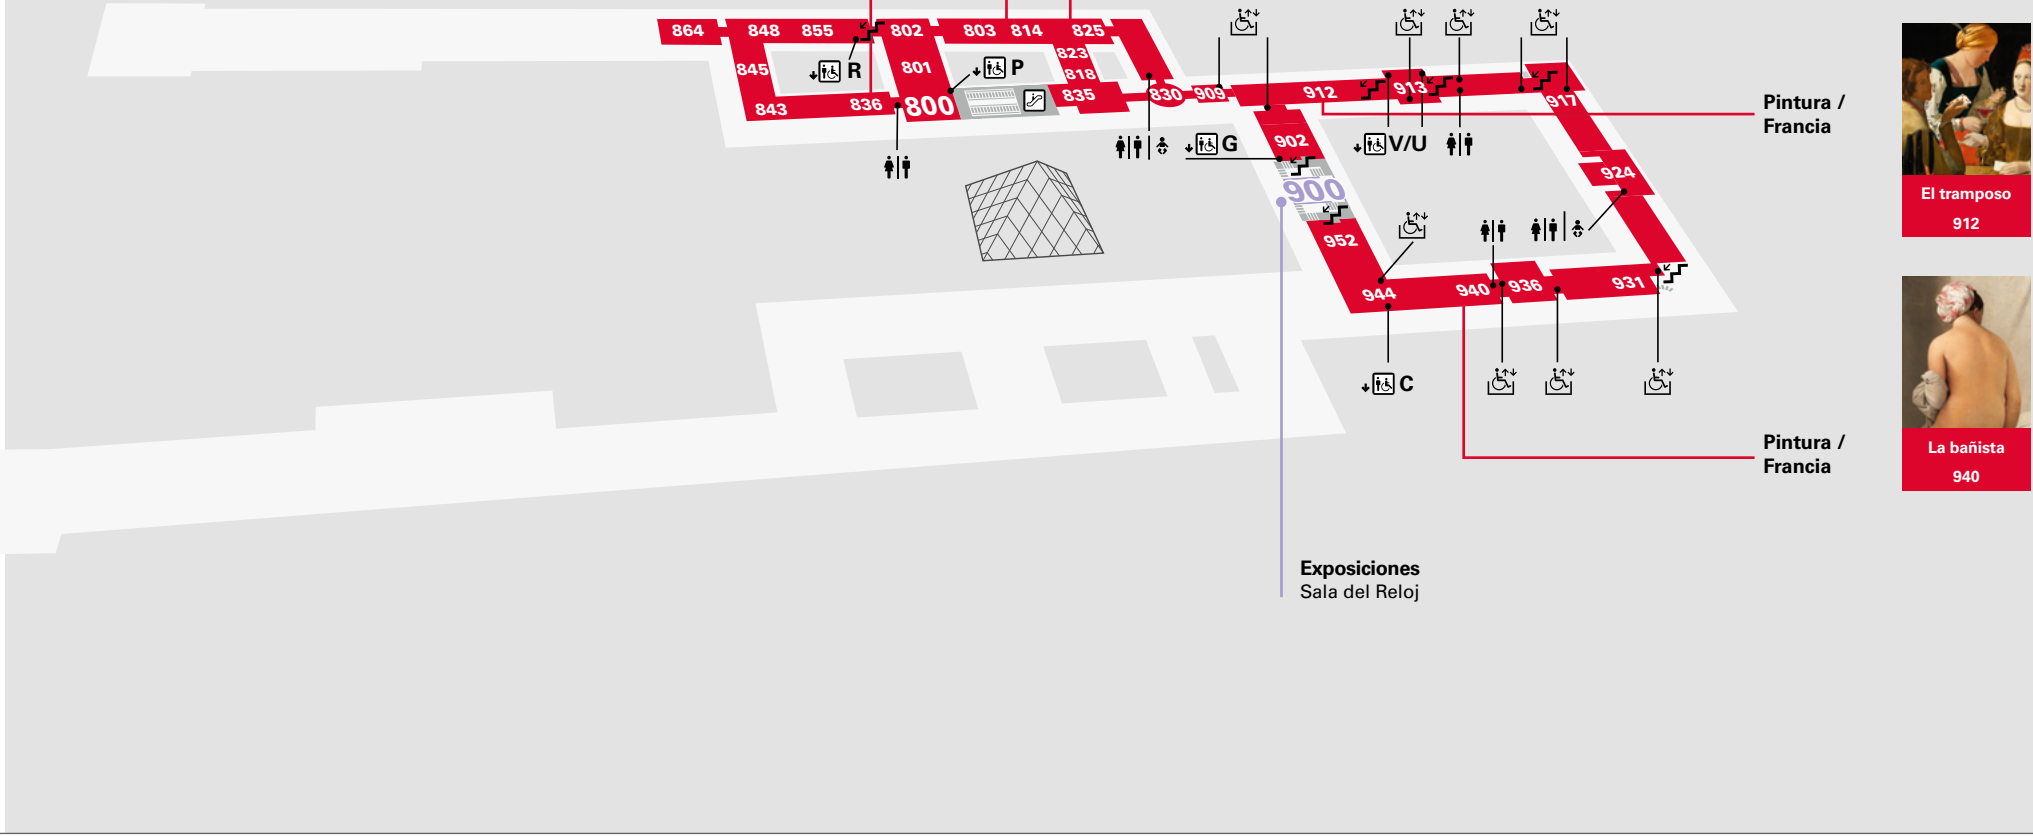 864
848
855
802
803
814
825
845
R
801
P
823
818
843
836
800
835
830
909
912
913
917
Pintura /
Francia
902
G
V/U
924
El tramposo
912
900
952
944
940
936
931
C
Pintura /
Francia
La bañista
940
Exposiciones
Sala del Reloj